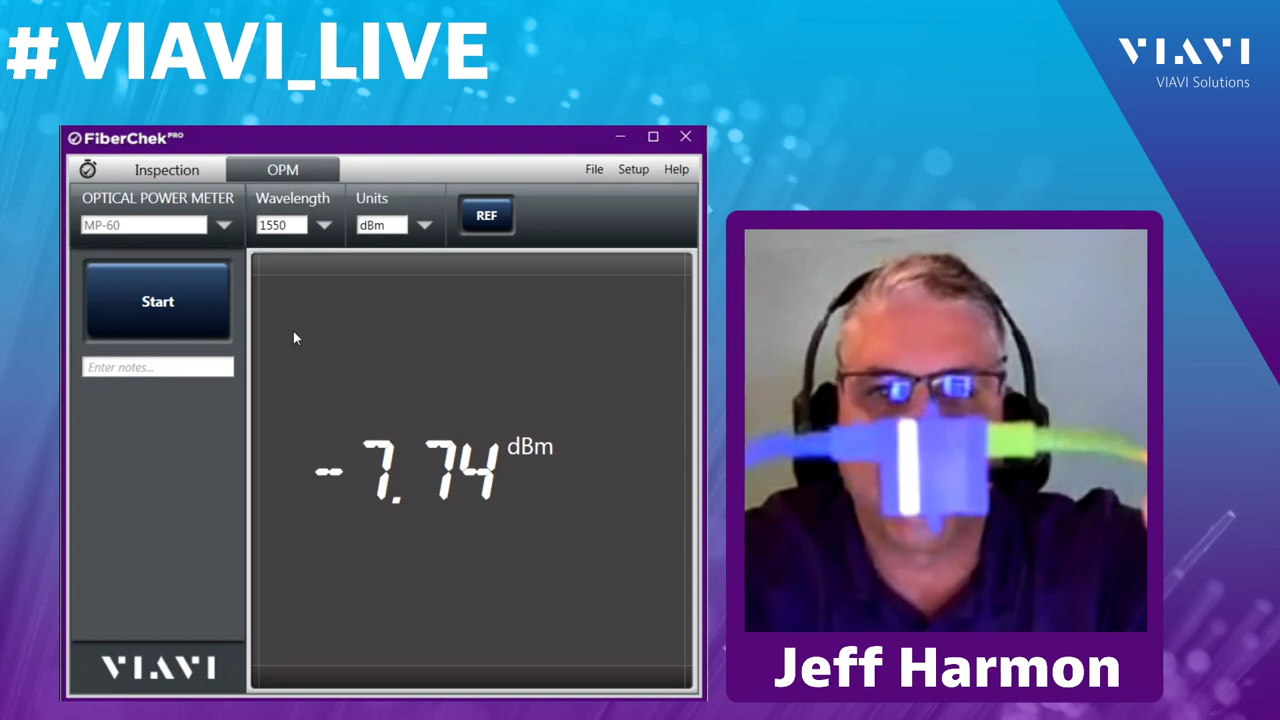 #VIAVI_LIVE
VIAVI
VIAVI Solutions
FiberChek PRO
Inspection OPM File Setup Help
OPTICAL POWER METER Wavelength Units
MP-60 1550 dBm REF
Start
Enter notes...
-7.74 dBm
VIAVI
Jeff Harmon